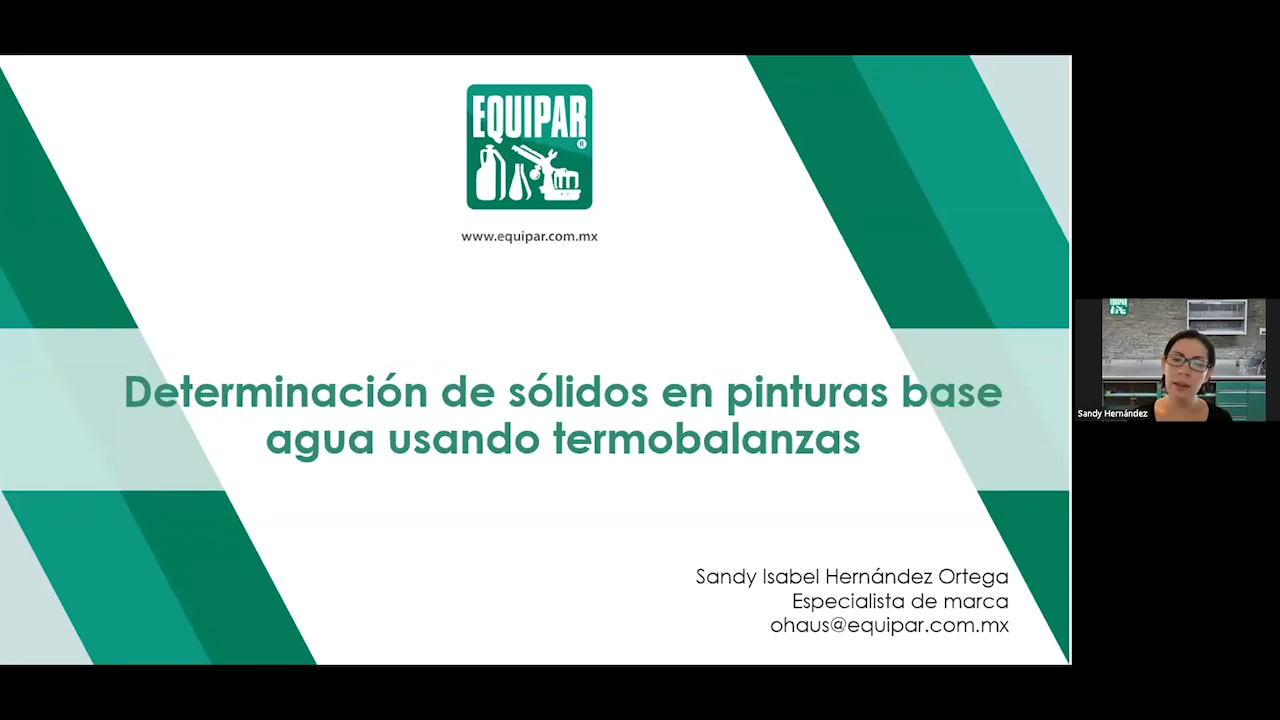 EQUIPAR
®
www.equipar.com.mx
Determinación de sólidos en pinturas base
agua usando termobalanzas
Sandy Isabel Hernández Ortega
Especialista de marca
ohaus@equipar.com.mx
EQUIPAR
Sandy Hernández